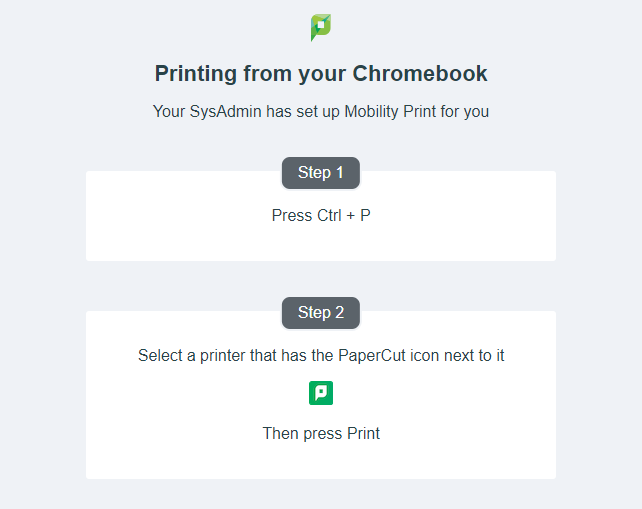 Printing from your Chromebook
Your SysAdmin has set up Mobility Print for you
Step 1
Press Ctrl + P
Step 2
Select a printer that has the PaperCut icon next to it
Then press Print